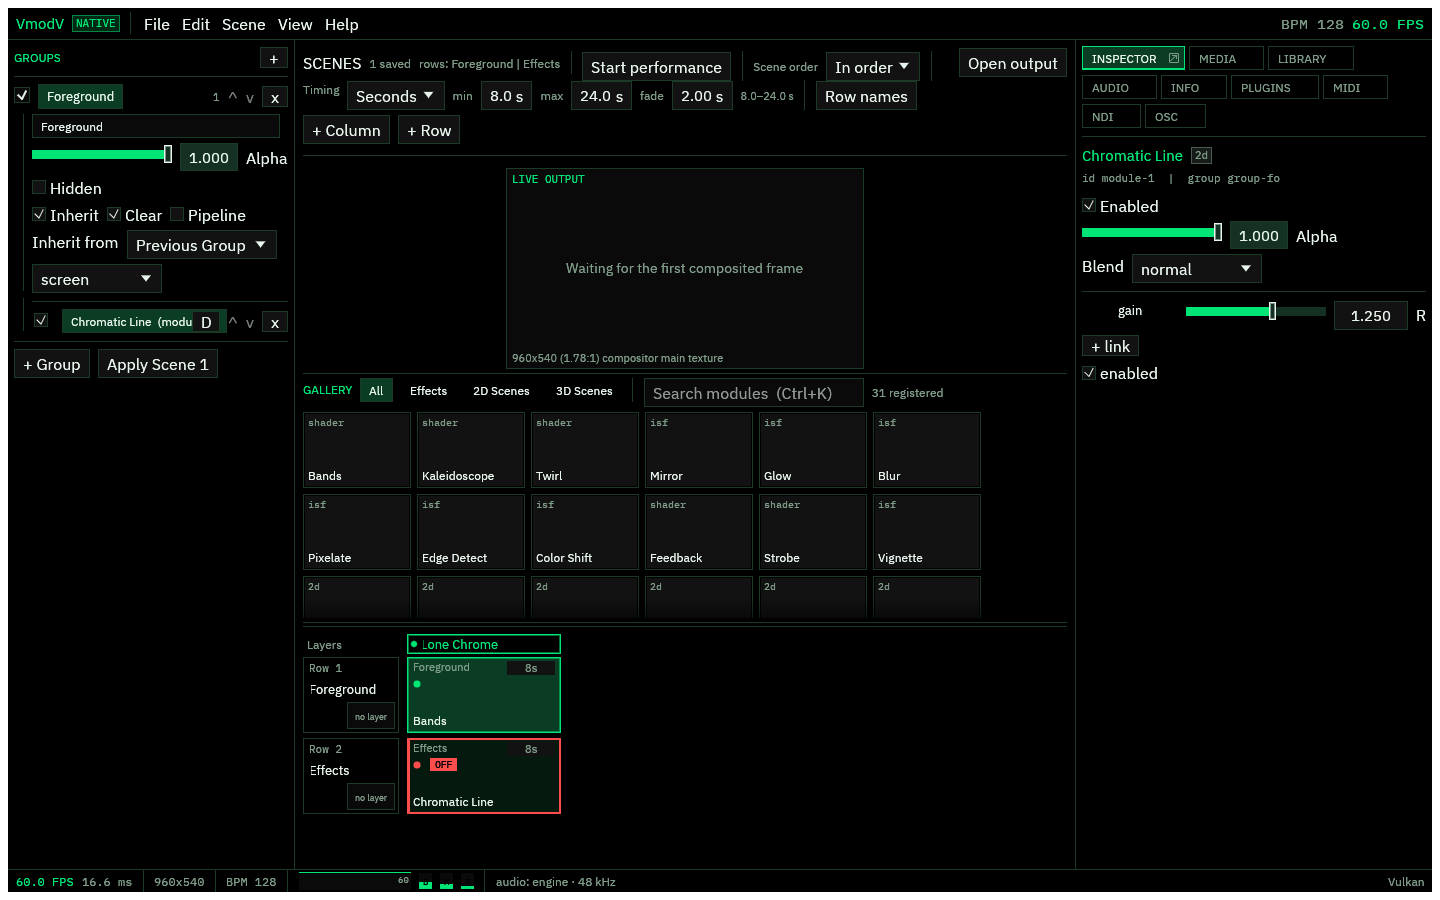 VmodV NATIVE File Edit Scene View Help BPM 128 60.0 FPS
GROUPS +
Foreground 1 ^ v x
Foreground
1.000 Alpha
Hidden
Inherit Clear Pipeline
Inherit from Previous Group
screen
Chromatic Line (modu D ^ v x
+ Group Apply Scene 1
SCENES 1 saved rows: Foreground | Effects Start performance Scene order In order Open output
Timing Seconds min 8.0 s max 24.0 s fade 2.00 s 8.0–24.0 s Row names
+ Column + Row
LIVE OUTPUT
Waiting for the first composited frame
960x540 (1.78:1) compositor main texture
GALLERY All Effects 2D Scenes 3D Scenes Search modules (Ctrl+K) 31 registered
shader shader shader isf isf isf
Bands Kaleidoscope Twirl Mirror Glow Blur
isf isf isf shader shader isf
Pixelate Edge Detect Color Shift Feedback Strobe Vignette
2d 2d 2d 2d 2d 2d
Layers Lone Chrome
Row 1 Foreground 8s
Foreground
no layer Bands
Row 2 Effects 8s
Effects OFF
no layer Chromatic Line
INSPECTOR MEDIA LIBRARY
AUDIO INFO PLUGINS MIDI
NDI OSC
Chromatic Line 2d
id module-1 | group group-fo
Enabled
1.000 Alpha
Blend normal
gain 1.250 R
+ link
enabled
60.0 FPS 16.6 ms 960x540 BPM 128 60 audio: engine · 48 kHz Vulkan